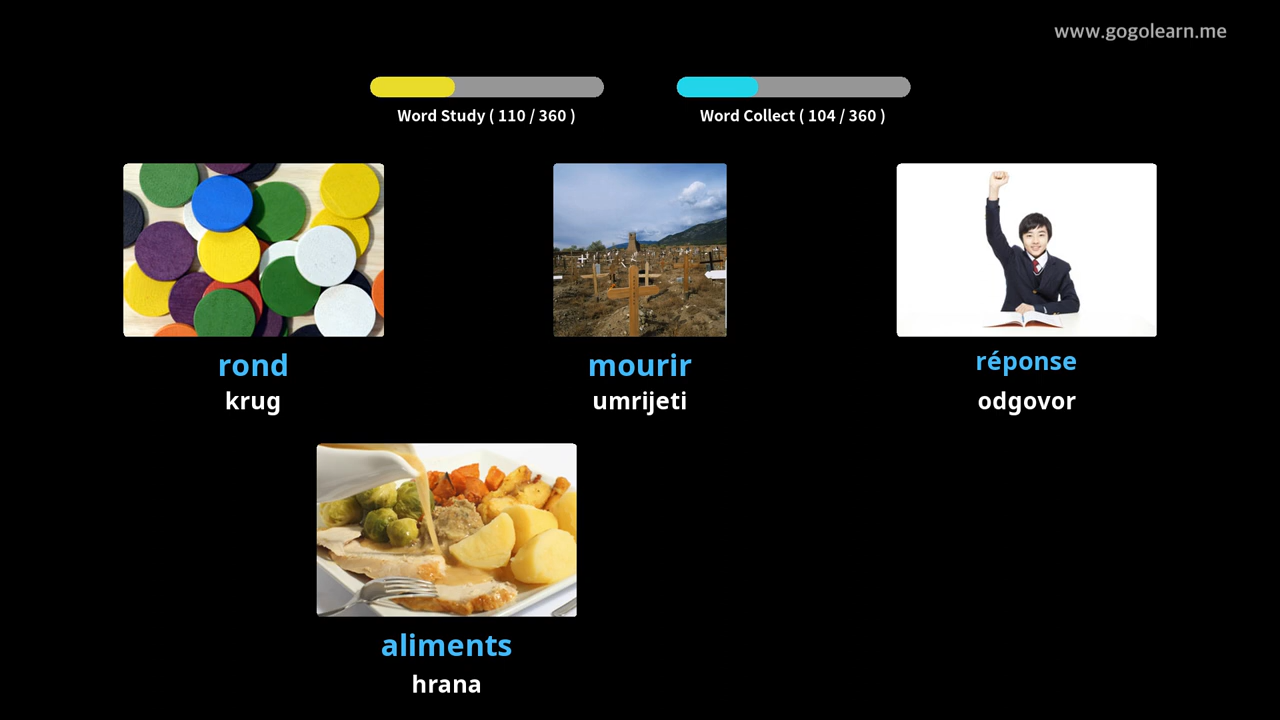 www.gogolearn.me
Word Study ( 110 / 360 )
Word Collect ( 104 / 360 )
rond
krug
mourir
umrijeti
réponse
odgovor
aliments
hrana